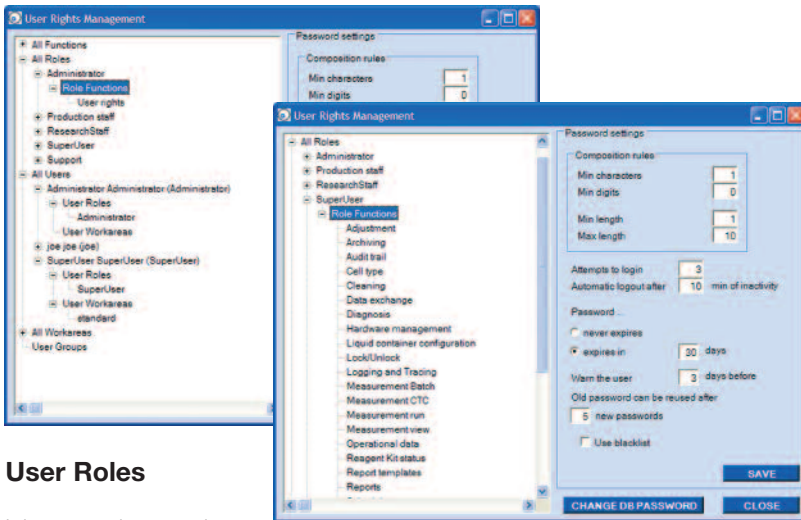 User Rights Management
All Functions
All Roles
Administrator
Role Functions
User rights
Production staff
ResearchStaff
SuperUser
Support
All Users
Administrator Administrator (Administrator)
User Roles
Administrator
User Workareas
joe joe (joe)
SuperUser SuperUser (SuperUser)
User Roles
SuperUser
User Workareas
standard
All Workareas
User Groups
Password settings
Composition rules
Min characters 1
Min digits 0
User Rights Management
All Roles
Administrator
Production staff
ResearchStaff
SuperUser
Role Functions
Adjustment
Archiving
Audit trail
Cell type
Cleaning
Data exchange
Diagnosis
Hardware management
Liquid container configuration
Lock/Unlock
Logging and Tracing
Measurement Batch
Measurement CTC
Measurement run
Measurement view
Operational data
Reagent Kit status
Report templates
Reports
Password settings
Composition rules
Min characters 1
Min digits 0
Min length 1
Max length 10
Attempts to login 3
Automatic logout after 10 min of inactivity
Password ...
never expires
expires in 30 days
Warn the user 3 days before
Old password can be reused after
5 new passwords
Use blacklist
SAVE
CHANGE DB PASSWORD
CLOSE
User Roles